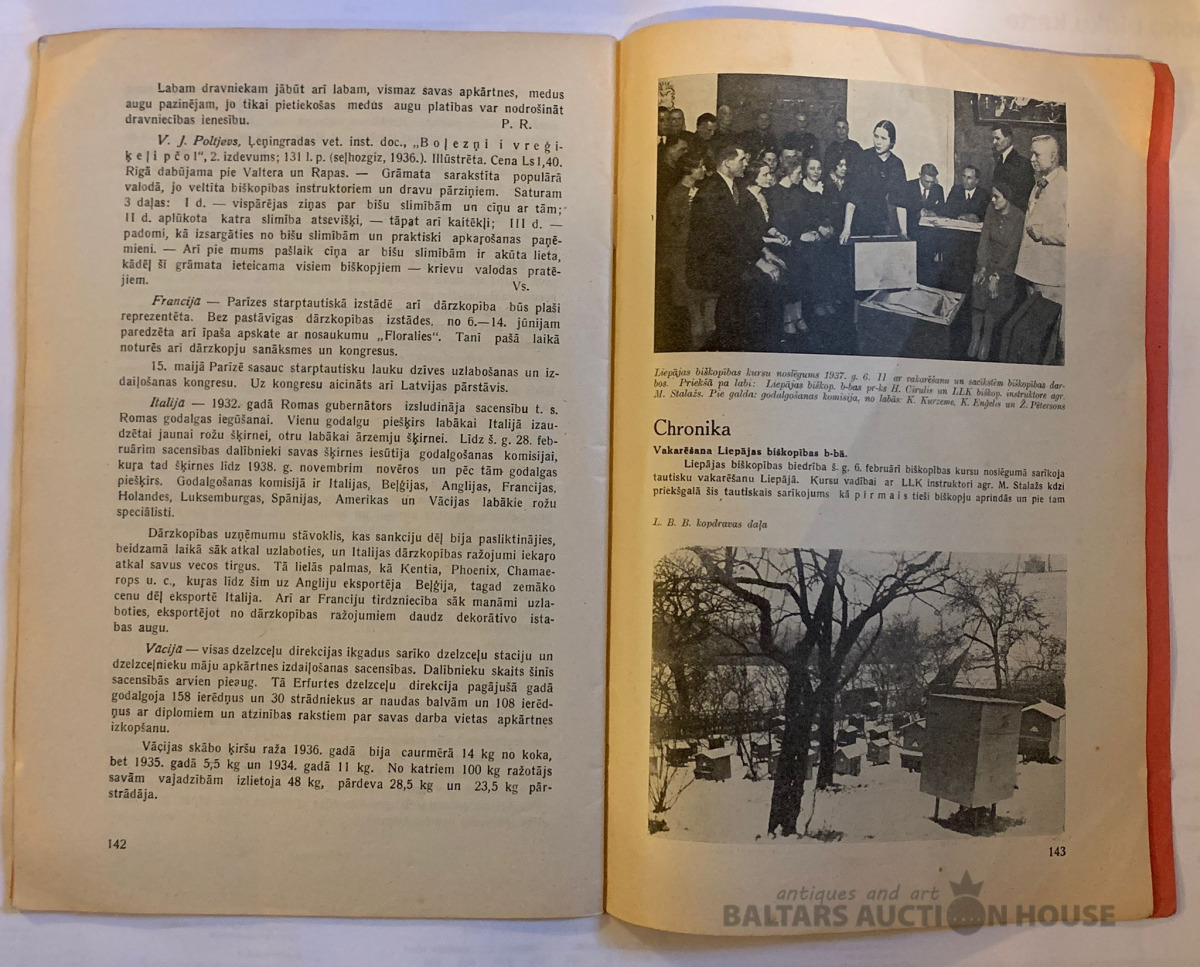 Labam dravniekam jābūt arī labam, vismaz savas apkārtnes, medus
augu pazinējam, jo tikai pietiekošas medus augu platības var nodrošināt
dravniecības ienesību.
P. R.
V. J. Poltjevs, Ļeņingradas vet. inst. doc., „Boļezņi i vreģi-
ķeļi pčol“, 2. izdevums; 131 l. p. (seļhozgiz, 1936.). Illūstrēta. Cena Ls 1,40.
Rīgā dabūjama pie Valtera un Rapas. — Grāmata sarakstīta populārā
valodā, jo veltīta biškopības instruktoriem un dravu pārziņiem. Saturam
3 daļas: I d. — vispārējas ziņas par bišu slimībām un cīņu ar tām;
II d. aplūkota katra slimība atsevišķi, — tāpat arī kaitēkļi; III d. —
padomi, kā izsargāties no bišu slimībām un praktiski apkaŗošanas paņē-
mieni. — Arī pie mums pašlaik cīņa ar bišu slimībām ir akūta lieta,
kādēļ šī grāmata ieteicama visiem biškopjiem — krievu valodas pratē-
jiem.
Vs.
Francijā — Parīzes starptautiskā izstādē arī dārzkopība būs plaši
reprezentēta. Bez pastāvīgas dārzkopības izstādes, no 6.—14. jūnijam
paredzēta arī īpaša apskate ar nosaukumu „Floralies“. Tanī pašā laikā
noturēs arī dārzkopju sanāksmes un kongresus.
15. maijā Parīzē sasauc starptautisku lauku dzīves uzlabošanas un iz-
daiļošanas kongresu. Uz kongresu aicināts arī Latvijas pārstāvis.
Italijā — 1932. gadā Romas gubernātors izsludināja sacensību t. s.
Romas godalgas iegūšanai. Vienu godalgu piešķirs labākai Italijā izau-
dzētai jaunai rožu šķirnei, otru labākai ārzemju šķirnei. Līdz š. g. 28. feb-
ruārim sacensības dalībnieki savas šķirnes iesūtīja godalgošanas komisijai,
kuŗa tad šķirnes līdz 1938. g. novembrim novēros un pēc tām godalgas
piešķirs. Godalgošanas komisijā ir Italijas, Beļģijas, Anglijas, Francijas,
Holandes, Luksemburgas, Spānijas, Amerikas un Vācijas labākie rožu
speciālisti.
Dārzkopības uzņēmumu stāvoklis, kas sankciju dēļ bija pasliktinājies,
beidzamā laikā sāk atkal uzlaboties, un Italijas dārzkopības ražojumi iekaŗo
atkal savus vecos tirgus. Tā lielās palmas, kā Kentia, Phoenix, Chamae-
rops u. c., kuŗas līdz šim uz Angliju eksportēja Beļģija, tagad zemāko
cenu dēļ eksportē Italija. Arī ar Franciju tirdzniecība sāk manāmi uzla-
boties, eksportējot no dārzkopības ražojumiem daudz dekorātīvo ista-
bas augu.
Vācijā — visas dzelzceļu direkcijas ikgadus sarīko dzelzceļu staciju un
dzelzceļnieku māju apkārtnes izdaiļošanas sacensības. Dalībnieku skaits šinīs
sacensībās arvien pieaug. Tā Erfurtes dzelzceļu direkcija pagājušā gadā
godalgoja 158 ierēdņus un 30 strādniekus ar naudas balvām un 108 ierēd-
ņus ar diplomiem un atzinības rakstiem par savas darba vietas apkārtnes
izkopšanu.
Vācijas skābo ķiršu raža 1936. gadā bija caurmērā 14 kg no koka,
bet 1935. gadā 5,5 kg un 1934. gadā 11 kg. No katriem 100 kg ražotājs
savām vajadzībām izlietoja 48 kg, pārdeva 28,5 kg un 23,5 kg pār-
strādāja.
142
Liepājas biškopības kursu noslēgums 1937. g. 6. II ar vakarēšanu un sacīkstēm biškopības dar-
bos. Priekšā pa labi: Liepājas biškop. b-bas pr-ks H. Cīrulis un LLK biškop. instruktore agr.
M. Stalažs. Pie galda: godalgošanas komisija, no labās: K. Kurzeme, K. Eņģelis un Ž. Pētersons
Chronika
Vakarēšana Liepājas biškopības b-bā.
Liepājas biškopības biedrība š. g. 6. februārī biškopības kursu noslēgumā sarīkoja
tautisku vakarēšanu Liepājā. Ķursu vadībai ar LLK instruktori agr. M. Stalažs kdzi
priekšgalā šis tautiskais sarīkojums kā pirmais tieši biškopju aprindās un pie tam
L. B. B. kopdravas daļa
143
antiques and art
BALTARS AUCTION HOUSE